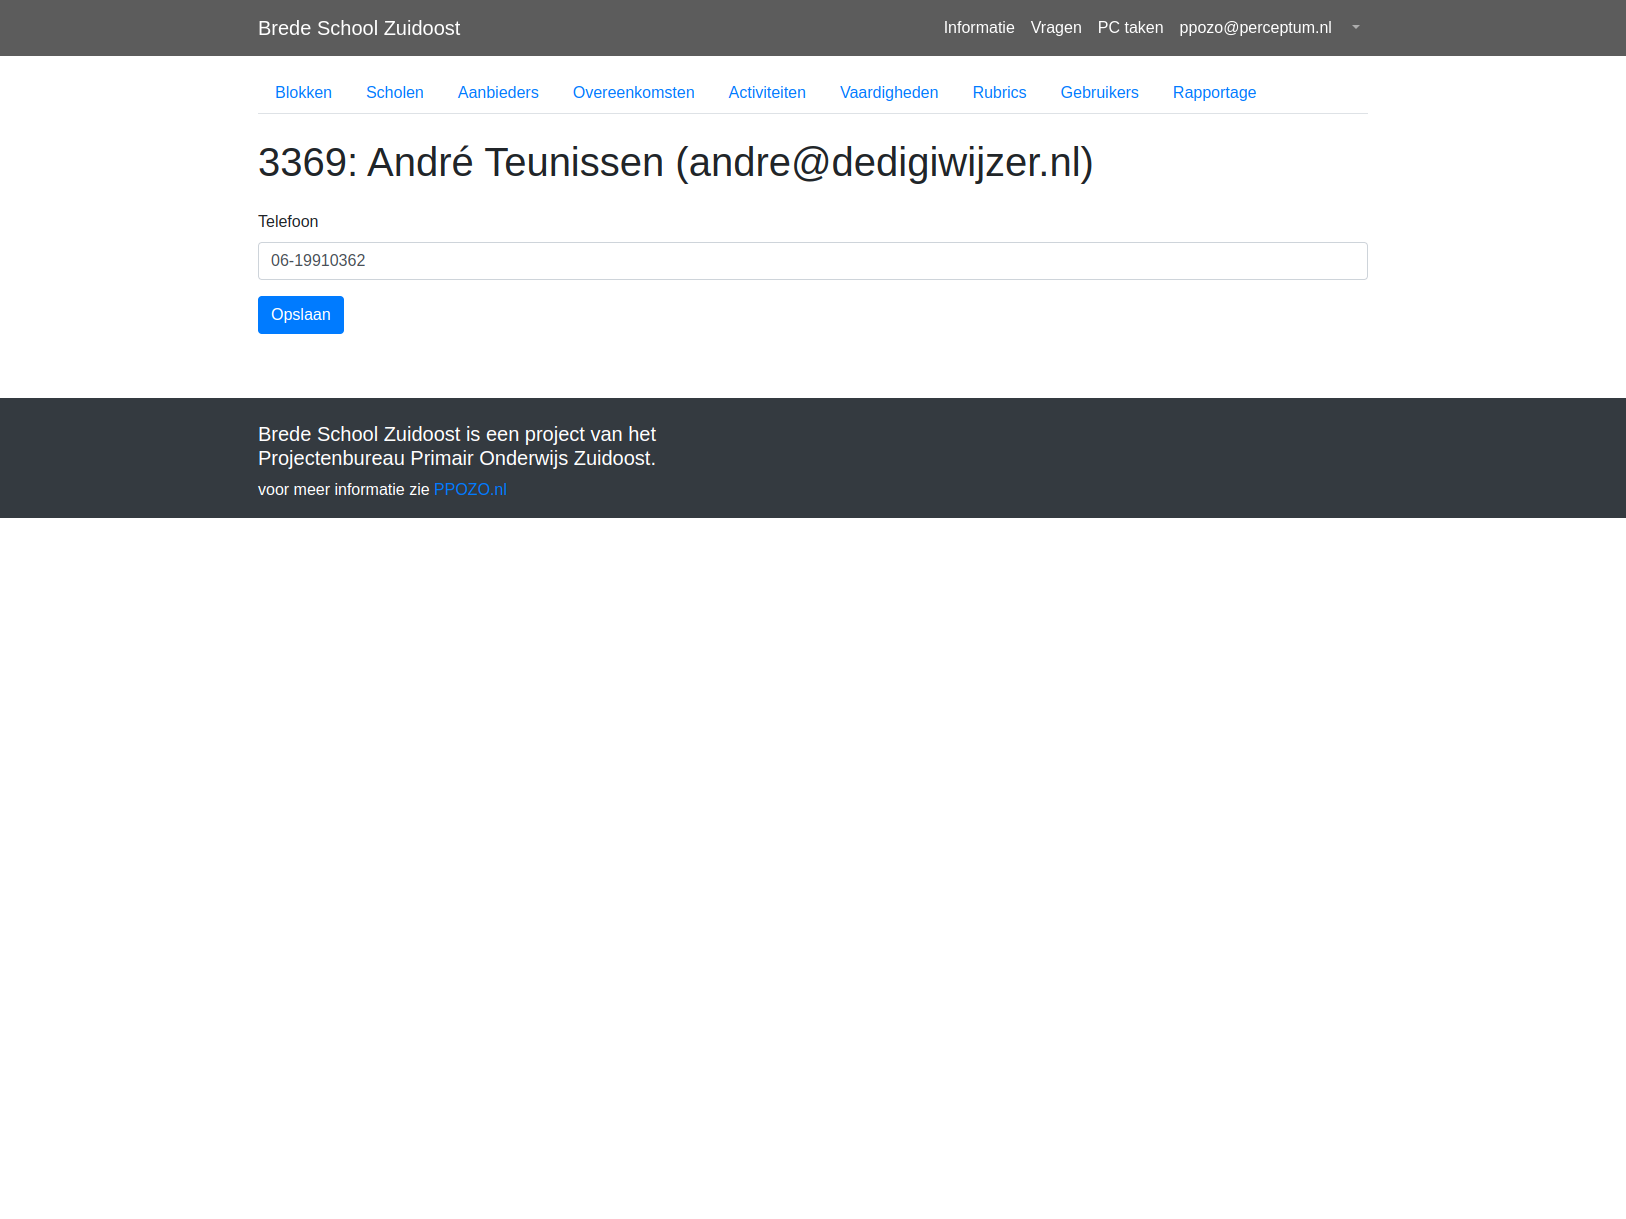 Brede School Zuidoost
Informatie Vragen PC taken ppozo@perceptum.nl
Blokken Scholen Aanbieders Overeenkomsten Activiteiten Vaardigheden Rubrics Gebruikers Rapportage
3369: André Teunissen (andre@dedigiwijzer.nl)
Telefoon
06-19910362
Opslaan
Brede School Zuidoost is een project van het
Projectenbureau Primair Onderwijs Zuidoost.
voor meer informatie zie PPOZO.nl